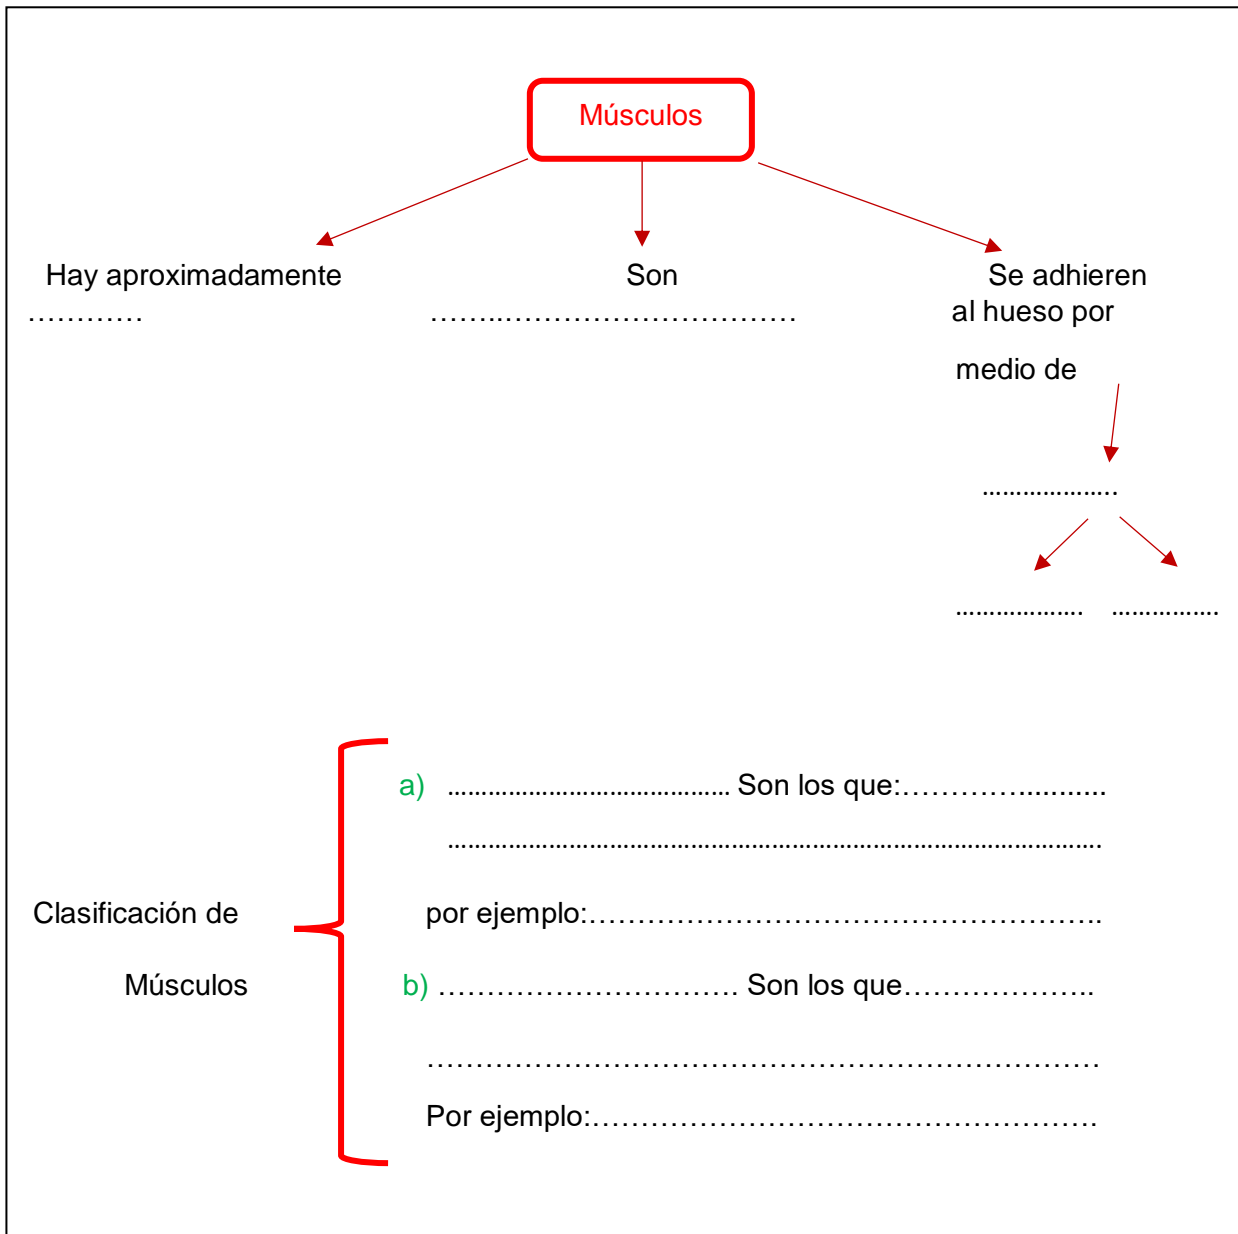 Músculos
Hay aproximadamente Son Se adhieren
………… ……..………………………… al hueso por
medio de
………………..
………………. …………….
a) …………………………………… Son los que:…………...........
…………………………………………………………………………………….
Clasificación de por ejemplo:…………………………………………..
Músculos b) …………………………. Son los que………………..
……………………………………………………………
Por ejemplo:…………………………………………….